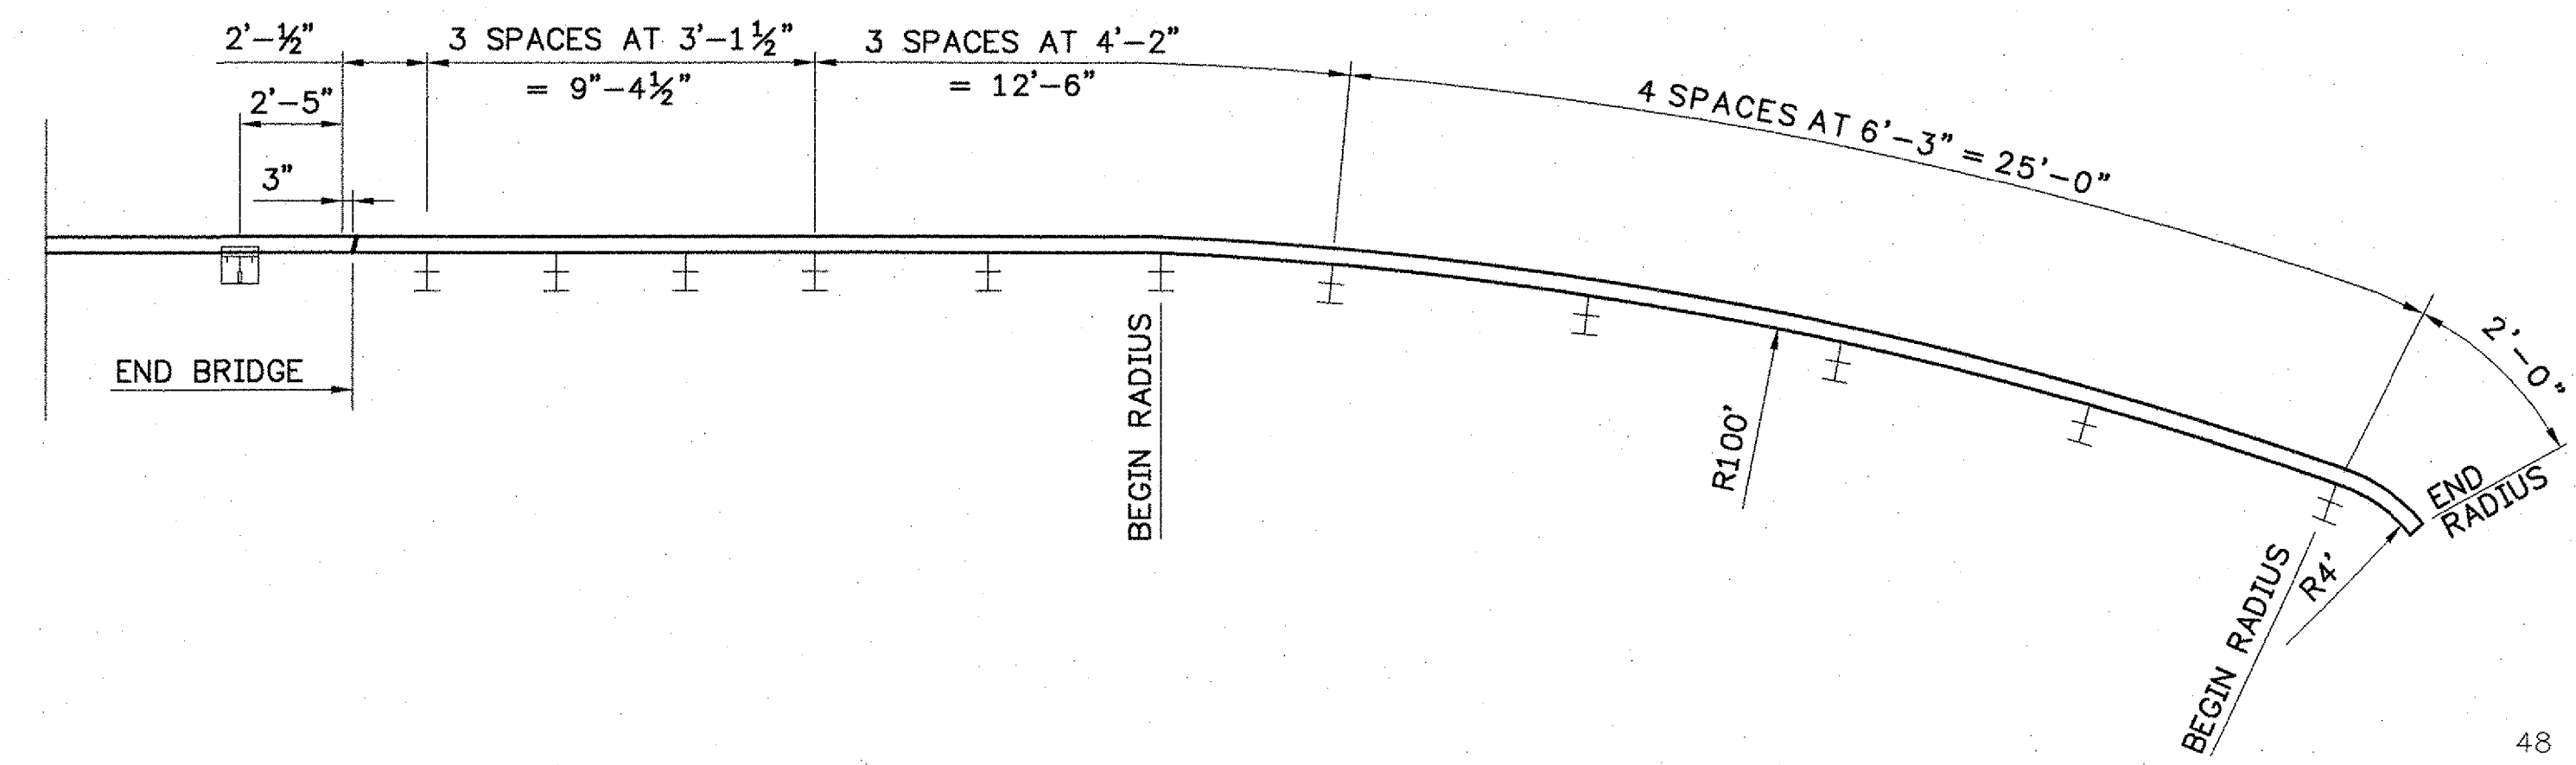 2'-½" 3 SPACES AT 3'-1½" 3 SPACES AT 4'-2"
= 9"-4½" = 12'-6"
2'-5"
4 SPACES AT 6'-3" = 25'-0"
3"
2'-0"
END BRIDGE
BEGIN RADIUS
R100'
END
RADIUS
R4'
BEGIN RADIUS
48